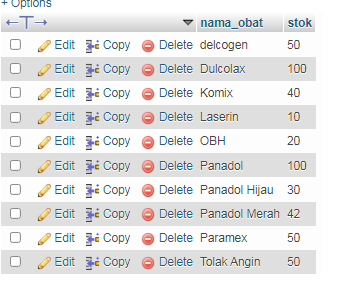 + Options
←T→ nama_obat stok
Edit Copy Delete delcogen 50
Edit Copy Delete Dulcolax 100
Edit Copy Delete Komix 40
Edit Copy Delete Laserin 10
Edit Copy Delete OBH 20
Edit Copy Delete Panadol 100
Edit Copy Delete Panadol Hijau 30
Edit Copy Delete Panadol Merah 42
Edit Copy Delete Paramex 50
Edit Copy Delete Tolak Angin 50